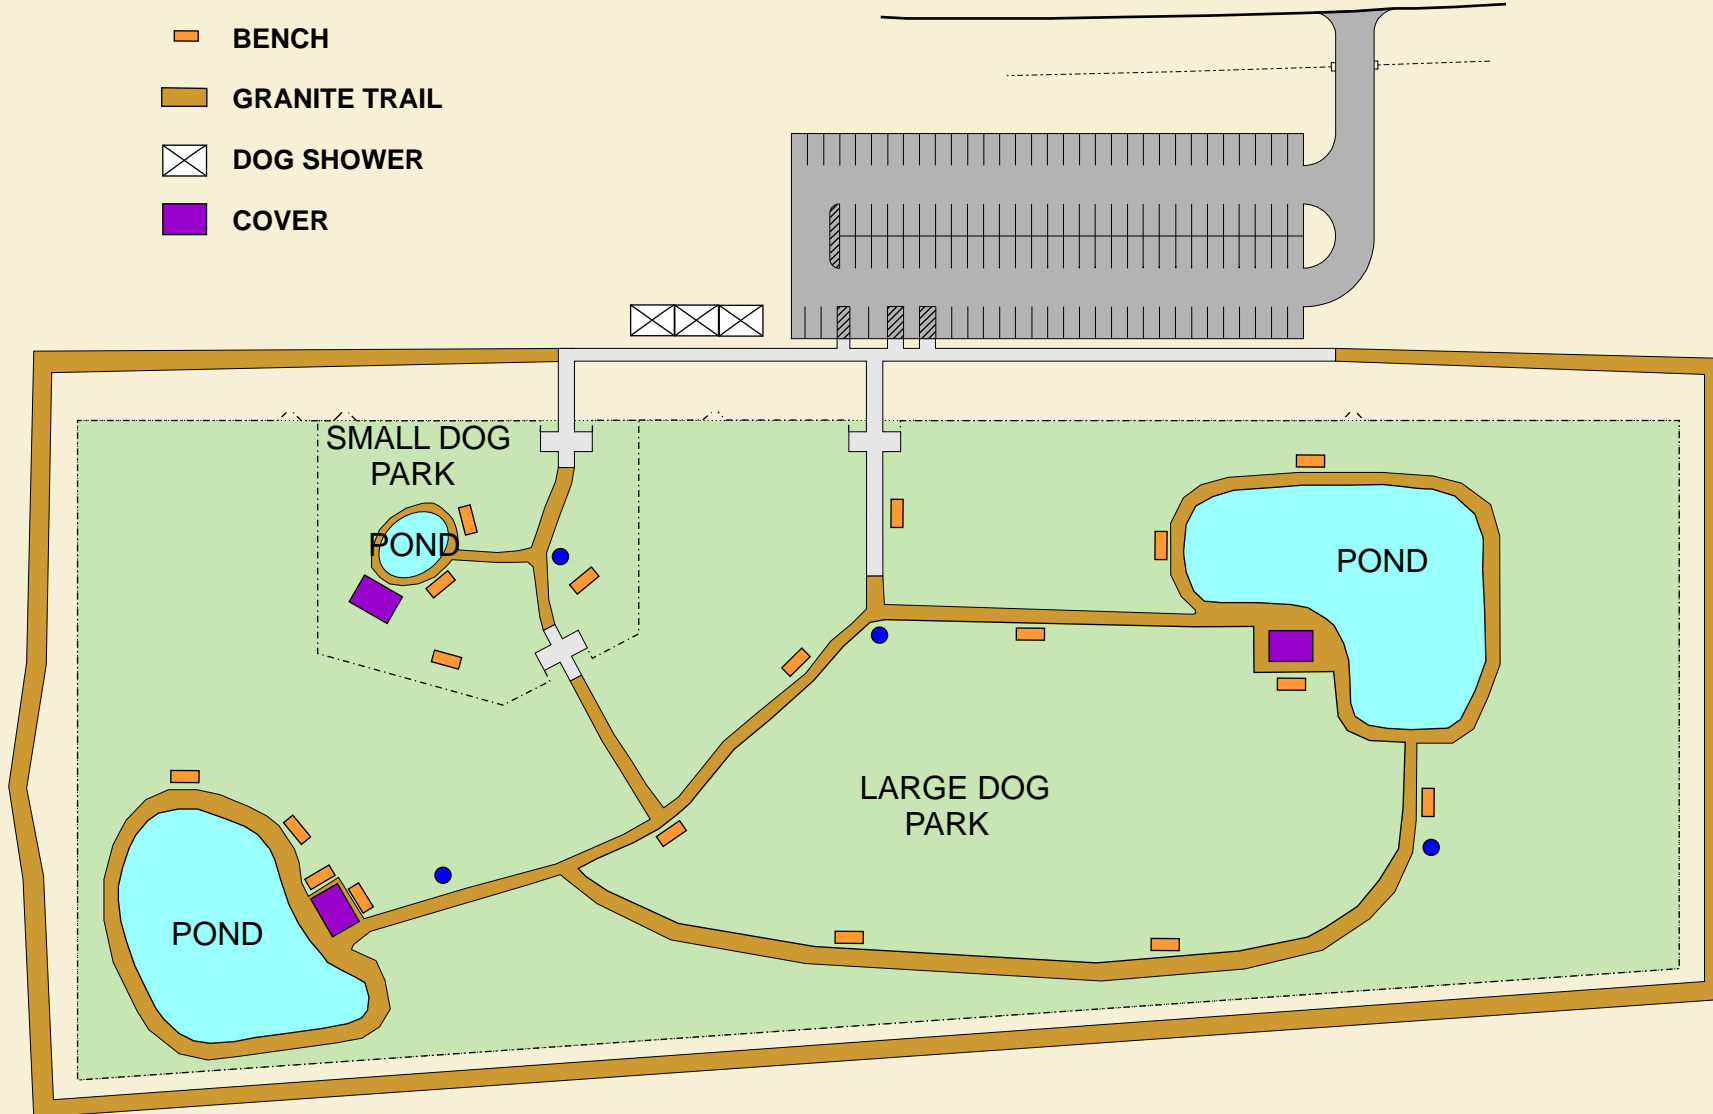 BENCH
GRANITE TRAIL
DOG SHOWER
COVER
SMALL DOG
PARK
POND
POND
LARGE DOG
PARK
POND